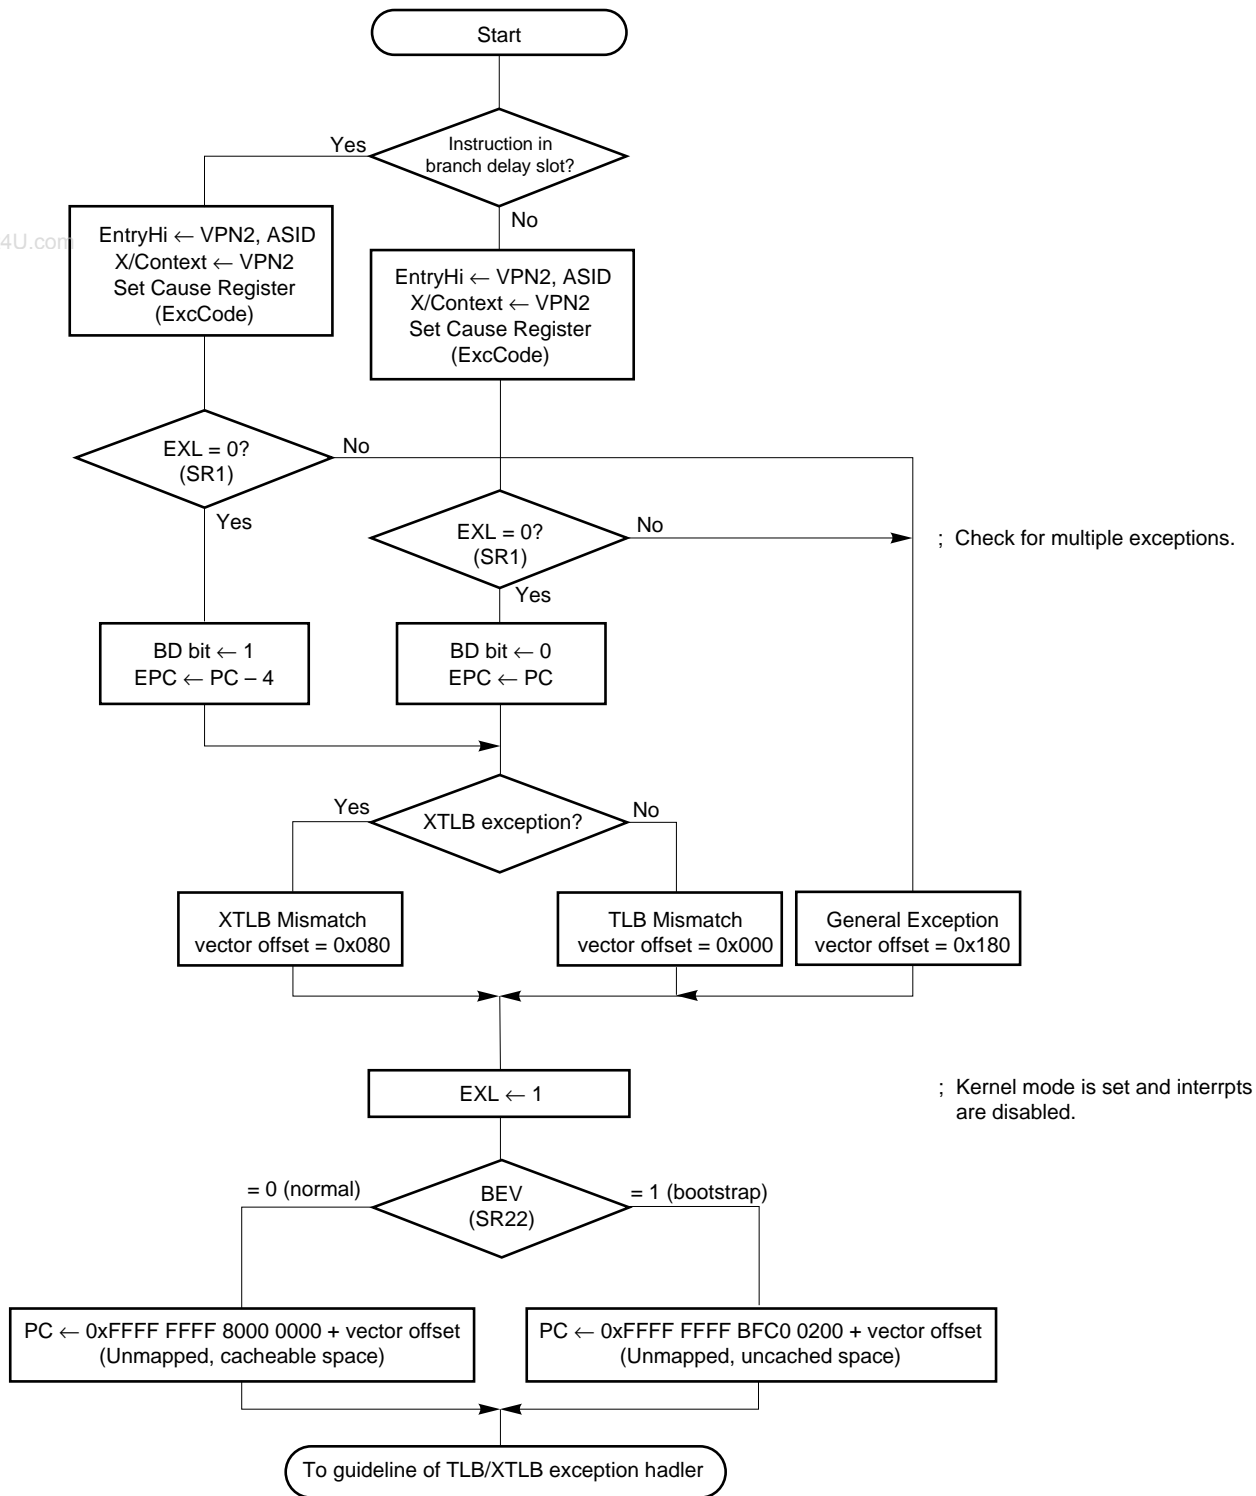 Start
Instruction in
branch delay slot?
Yes
No
4U.com
EntryHi ← VPN2, ASID
X/Context ← VPN2
Set Cause Register
(ExcCode)
EntryHi ← VPN2, ASID
X/Context ← VPN2
Set Cause Register
(ExcCode)
EXL = 0?
(SR1)
No
Yes
EXL = 0?
(SR1)
No
Yes
; Check for multiple exceptions.
BD bit ← 1
EPC ← PC – 4
BD bit ← 0
EPC ← PC
XTLB exception?
Yes
No
XTLB Mismatch
vector offset = 0x080
TLB Mismatch
vector offset = 0x000
General Exception
vector offset = 0x180
EXL ← 1
; Kernel mode is set and interrpts
are disabled.
BEV
(SR22)
= 0 (normal)
= 1 (bootstrap)
PC ← 0xFFFF FFFF 8000 0000 + vector offset
(Unmapped, cacheable space)
PC ← 0xFFFF FFFF BFC0 0200 + vector offset
(Unmapped, uncached space)
To guideline of TLB/XTLB exception hadler